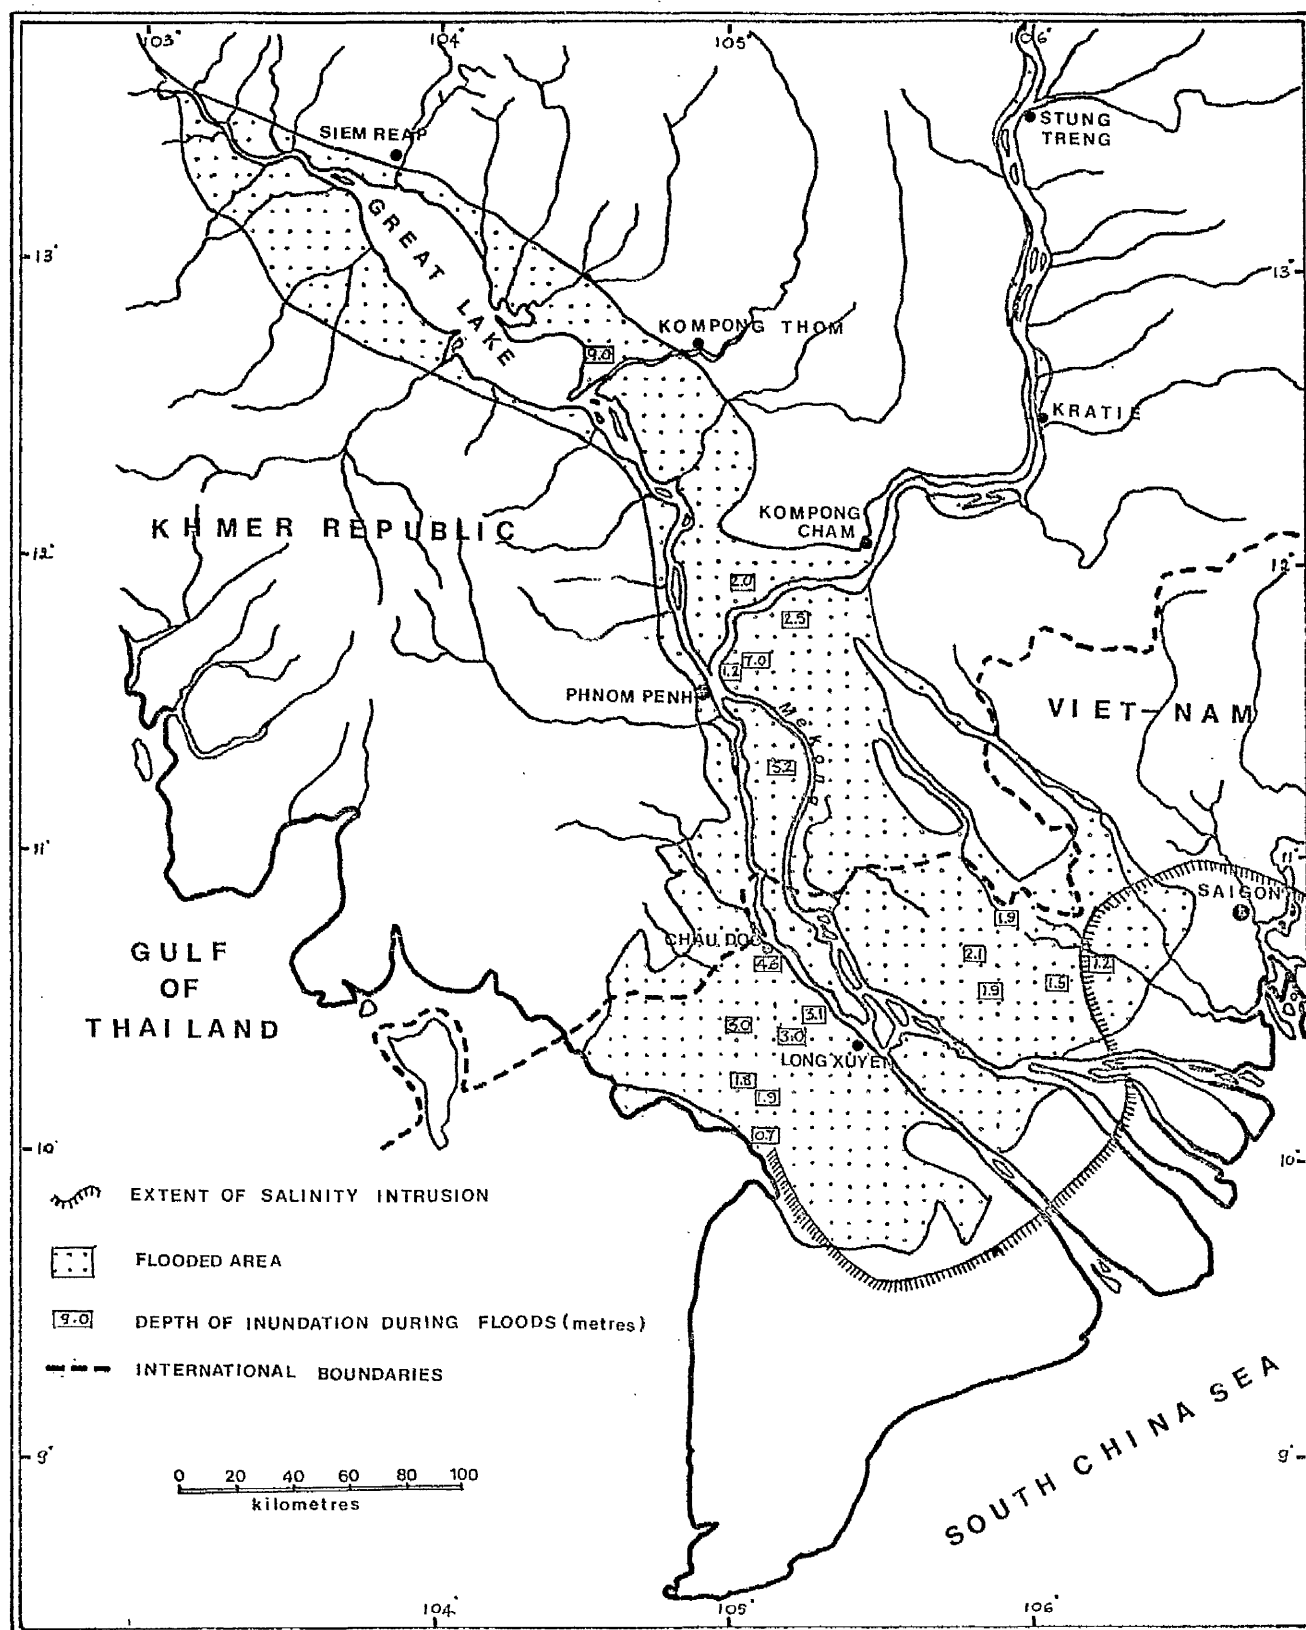 103° 104° 105° 106°
STUNG
TRENG
SIEM REAP
GREAT LAKE
13° 13°
KOMPONG THOM
9.0
KRATIE
KOMPONG
CHAM
KHMER REPUBLIC
12° 12°
2.0
2.5
7.0
1.2
PHNOM PENH
VIET-NAM
Mekong
5.2
11° 11°
SAIGON
1.9
CHAU DOC
4.6
2.1
1.2
GULF
OF
THAILAND
1.9
1.5
3.1
3.0
3.0
LONG XUYEN
1.8
1.9
0.7
10° 10°
EXTENT OF SALINITY INTRUSION
FLOODED AREA
9.0 DEPTH OF INUNDATION DURING FLOODS (metres)
INTERNATIONAL BOUNDARIES
SOUTH CHINA SEA
9° 9°
0 20 40 60 80 100
kilometres
104° 105° 106°